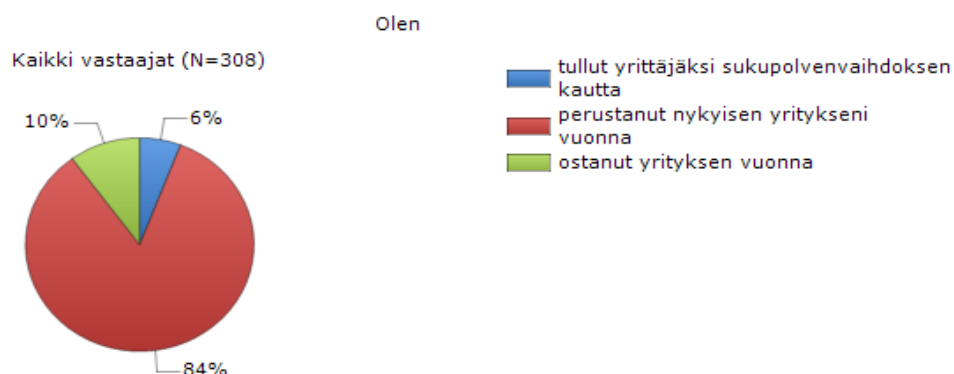 Olen
Kaikki vastaajat (N=308)
tullut yrittäjäksi sukupolvenvaihdoksen
kautta
perustanut nykyisen yritykseni
vuonna
ostanut yrityksen vuonna
10%
6%
84%